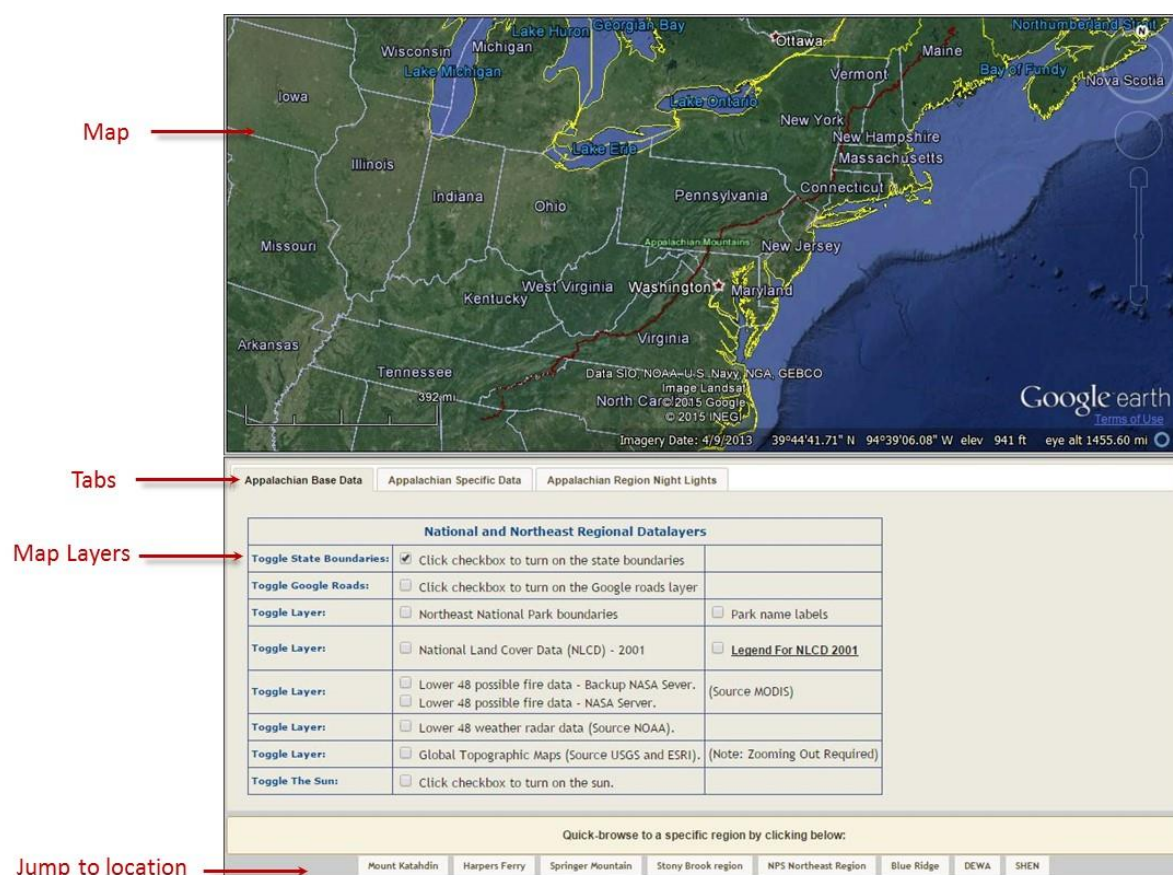 Northumberland Strait
Lake Huron
Georgian Bay
Ottawa
N
Wisconsin
Michigan
Maine
Lake Michigan
Vermont
Bay of Fundy
Nova Scotia
Iowa
Lake Ontario
New York
Map
New Hampshire
Lake Erie
Massachusetts
Illinois
Connecticut
Indiana
Pennsylvania
Ohio
Appalachian Mountains
New Jersey
Missouri
West Virginia
Washington
Maryland
Kentucky
Virginia
Arkansas
Tennessee
Data SIO, NOAA, U.S. Navy, NGA, GEBCO
Image Landsat
392 mi
North Carolina
© 2015 Google
© 2015 INEGI
Google earth
Terms of Use
Imagery Date: 4/9/2013 39°44'41.71" N 94°39'06.08" W elev 941 ft eye alt 1455.60 mi
Tabs
Appalachian Base Data Appalachian Specific Data Appalachian Region Night Lights
National and Northeast Regional Datalayers
Map Layers
Toggle State Boundaries: Click checkbox to turn on the state boundaries
Toggle Google Roads: Click checkbox to turn on the Google roads layer
Toggle Layer: Northeast National Park boundaries Park name labels
Toggle Layer: National Land Cover Data (NLCD) - 2001 Legend For NLCD 2001
Lower 48 possible fire data - Backup NASA Sever.
Toggle Layer: (Source MODIS)
Lower 48 possible fire data - NASA Server.
Toggle Layer: Lower 48 weather radar data (Source NOAA).
Toggle Layer: Global Topographic Maps (Source USGS and ESRI). (Note: Zooming Out Required)
Toggle The Sun: Click checkbox to turn on the sun.
Quick-browse to a specific region by clicking below:
Jump to location
Mount Katahdin Harpers Ferry Springer Mountain Stony Brook region NPS Northeast Region Blue Ridge DEWA SHEN